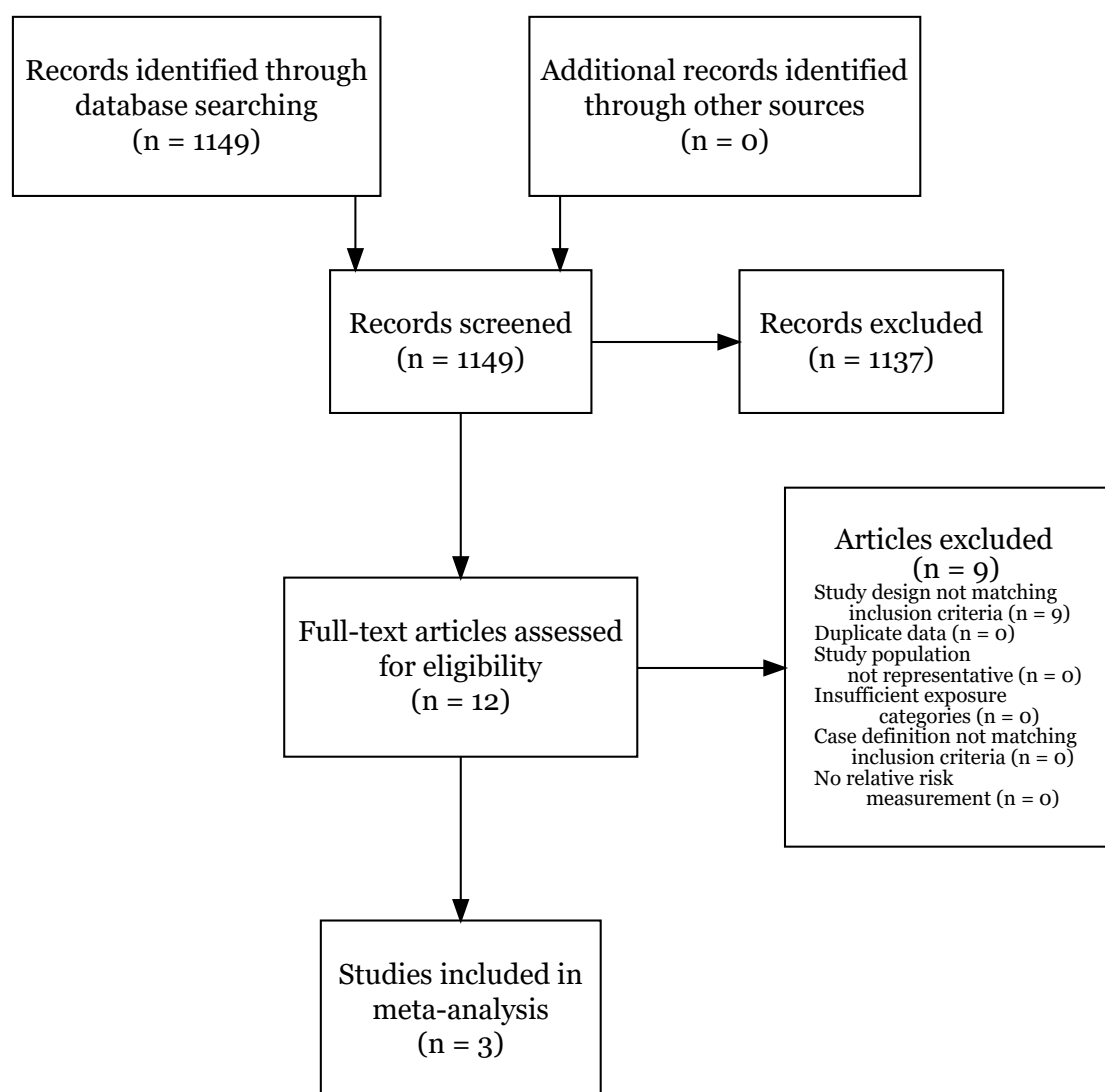 Records identified through
database searching
(n = 1149)
Additional records identified
through other sources
(n = 0)
Records screened
(n = 1149)
Records excluded
(n = 1137)
Full-text articles assessed
for eligibility
(n = 12)
Articles excluded
(n = 9)
Study design not matching
inclusion criteria (n = 9)
Duplicate data (n = 0)
Study population
not representative (n = 0)
Insufficient exposure
categories (n = 0)
Case definition not matching
inclusion criteria (n = 0)
No relative risk
measurement (n = 0)
Studies included in
meta-analysis
(n = 3)